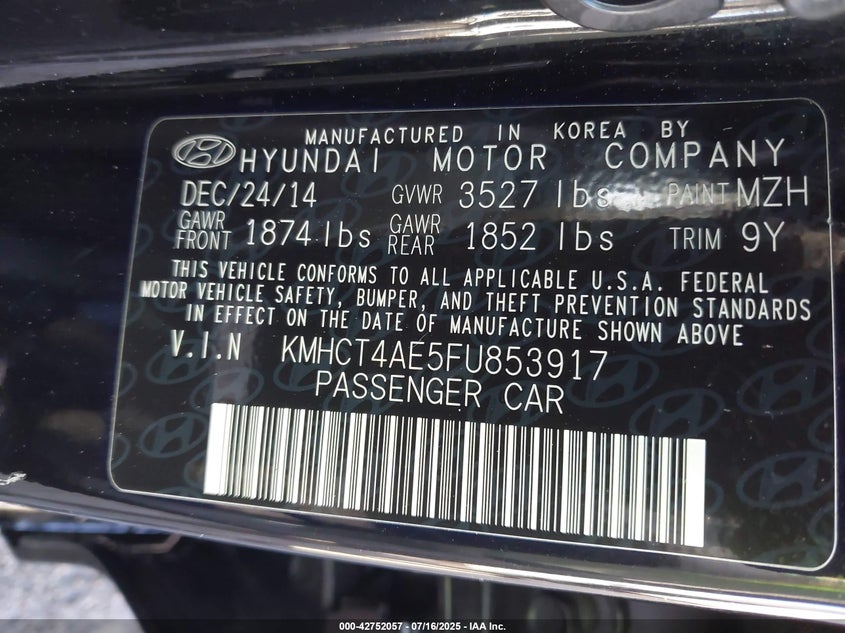 MANUFACTURED IN KOREA BY
HYUNDAI MOTOR COMPANY
DEC/24/14 GVWR 3527 lbs PAINT MZH
GAWR FRONT 1874 lbs GAWR REAR 1852 lbs TRIM 9Y
THIS VEHICLE CONFORMS TO ALL APPLICABLE U.S.A. FEDERAL
MOTOR VEHICLE SAFETY, BUMPER, AND THEFT PREVENTION STANDARDS
IN EFFECT ON THE DATE OF MANUFACTURE SHOWN ABOVE
V.I.N KMHCT4AE5FU853917
PASSENGER CAR
000-42752057 - 07/16/2025 - IAA Inc.